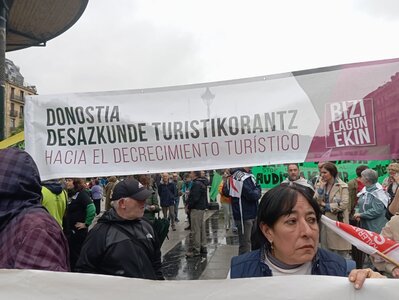 DONOSTIA
DESAZKUNDE TURISTIKORANTZ
HACIA EL DECRECIMIENTO TURÍSTICO
BIZI
LAGUN
EKIN